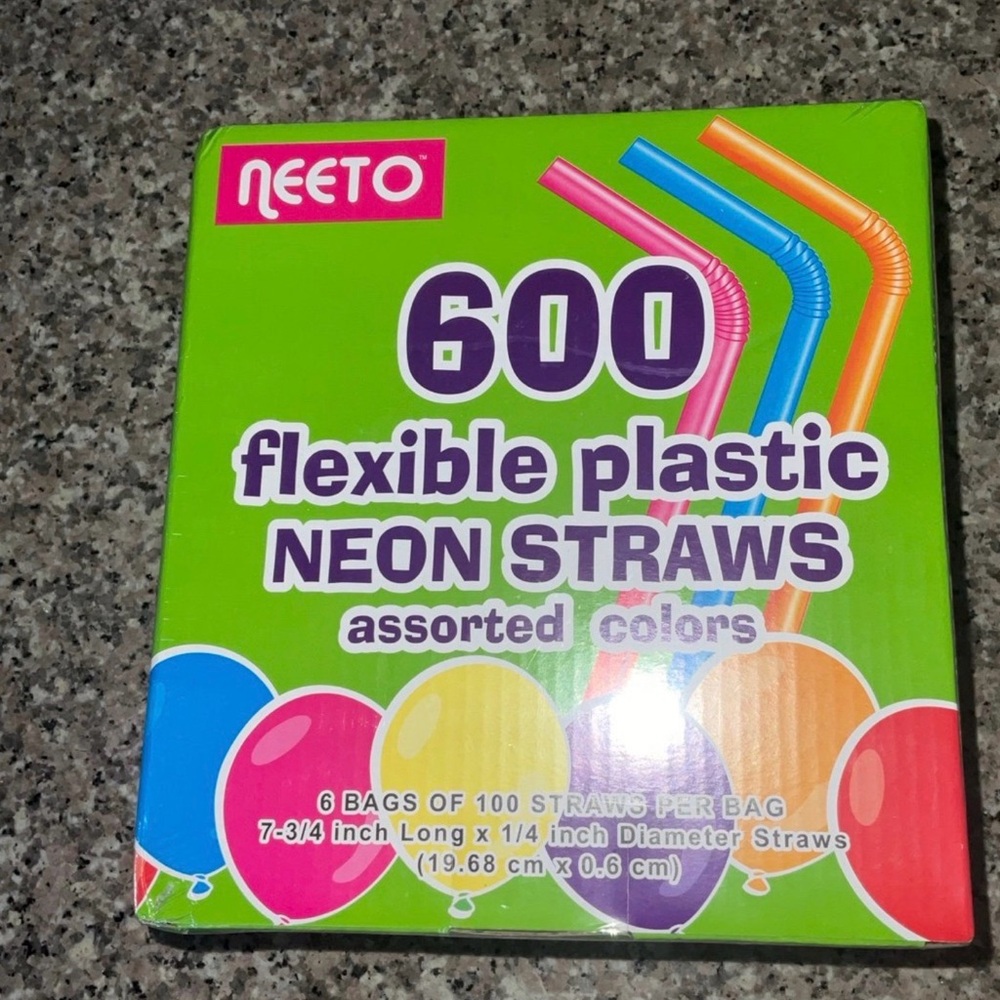 NEETO™
600
flexible plastic
NEON STRAWS
assorted colors
6 BAGS OF 100 STRAWS PER BAG
7-3/4 inch Long x 1/4 inch Diameter Straws
(19.68 cm x 0.6 cm)